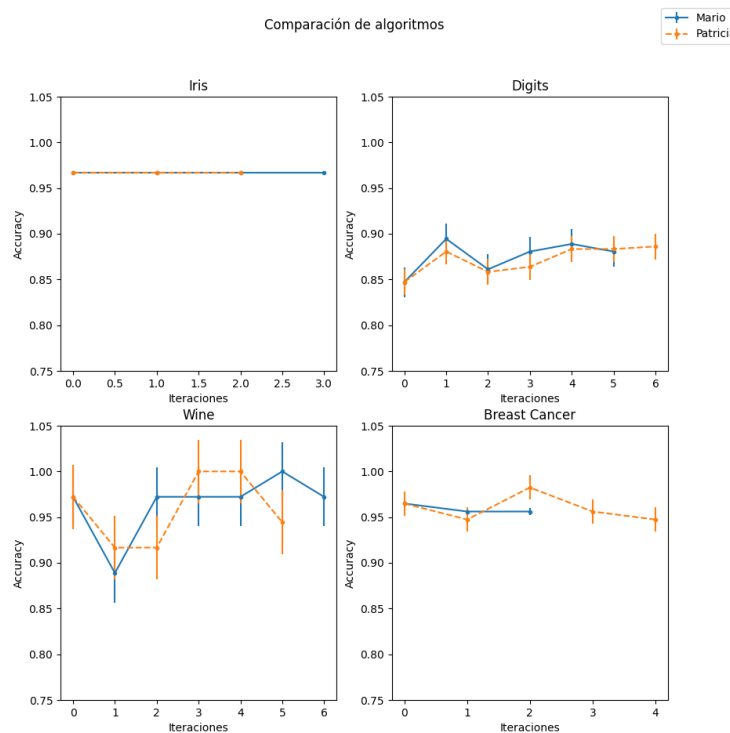 Comparación de algoritmos
Mario
Patrici
Iris
Digits
1.05
1.00
0.95
0.90
0.85
0.80
0.75
Accuracy
0.0 0.5 1.0 1.5 2.0 2.5 3.0
Iteraciones
1.05
1.00
0.95
0.90
0.85
0.80
0.75
Accuracy
0 1 2 3 4 5 6
Iteraciones
Wine
Breast Cancer
1.05
1.00
0.95
0.90
0.85
0.80
0.75
Accuracy
0 1 2 3 4 5 6
Iteraciones
1.05
1.00
0.95
0.90
0.85
0.80
0.75
Accuracy
0 1 2 3 4
Iteraciones